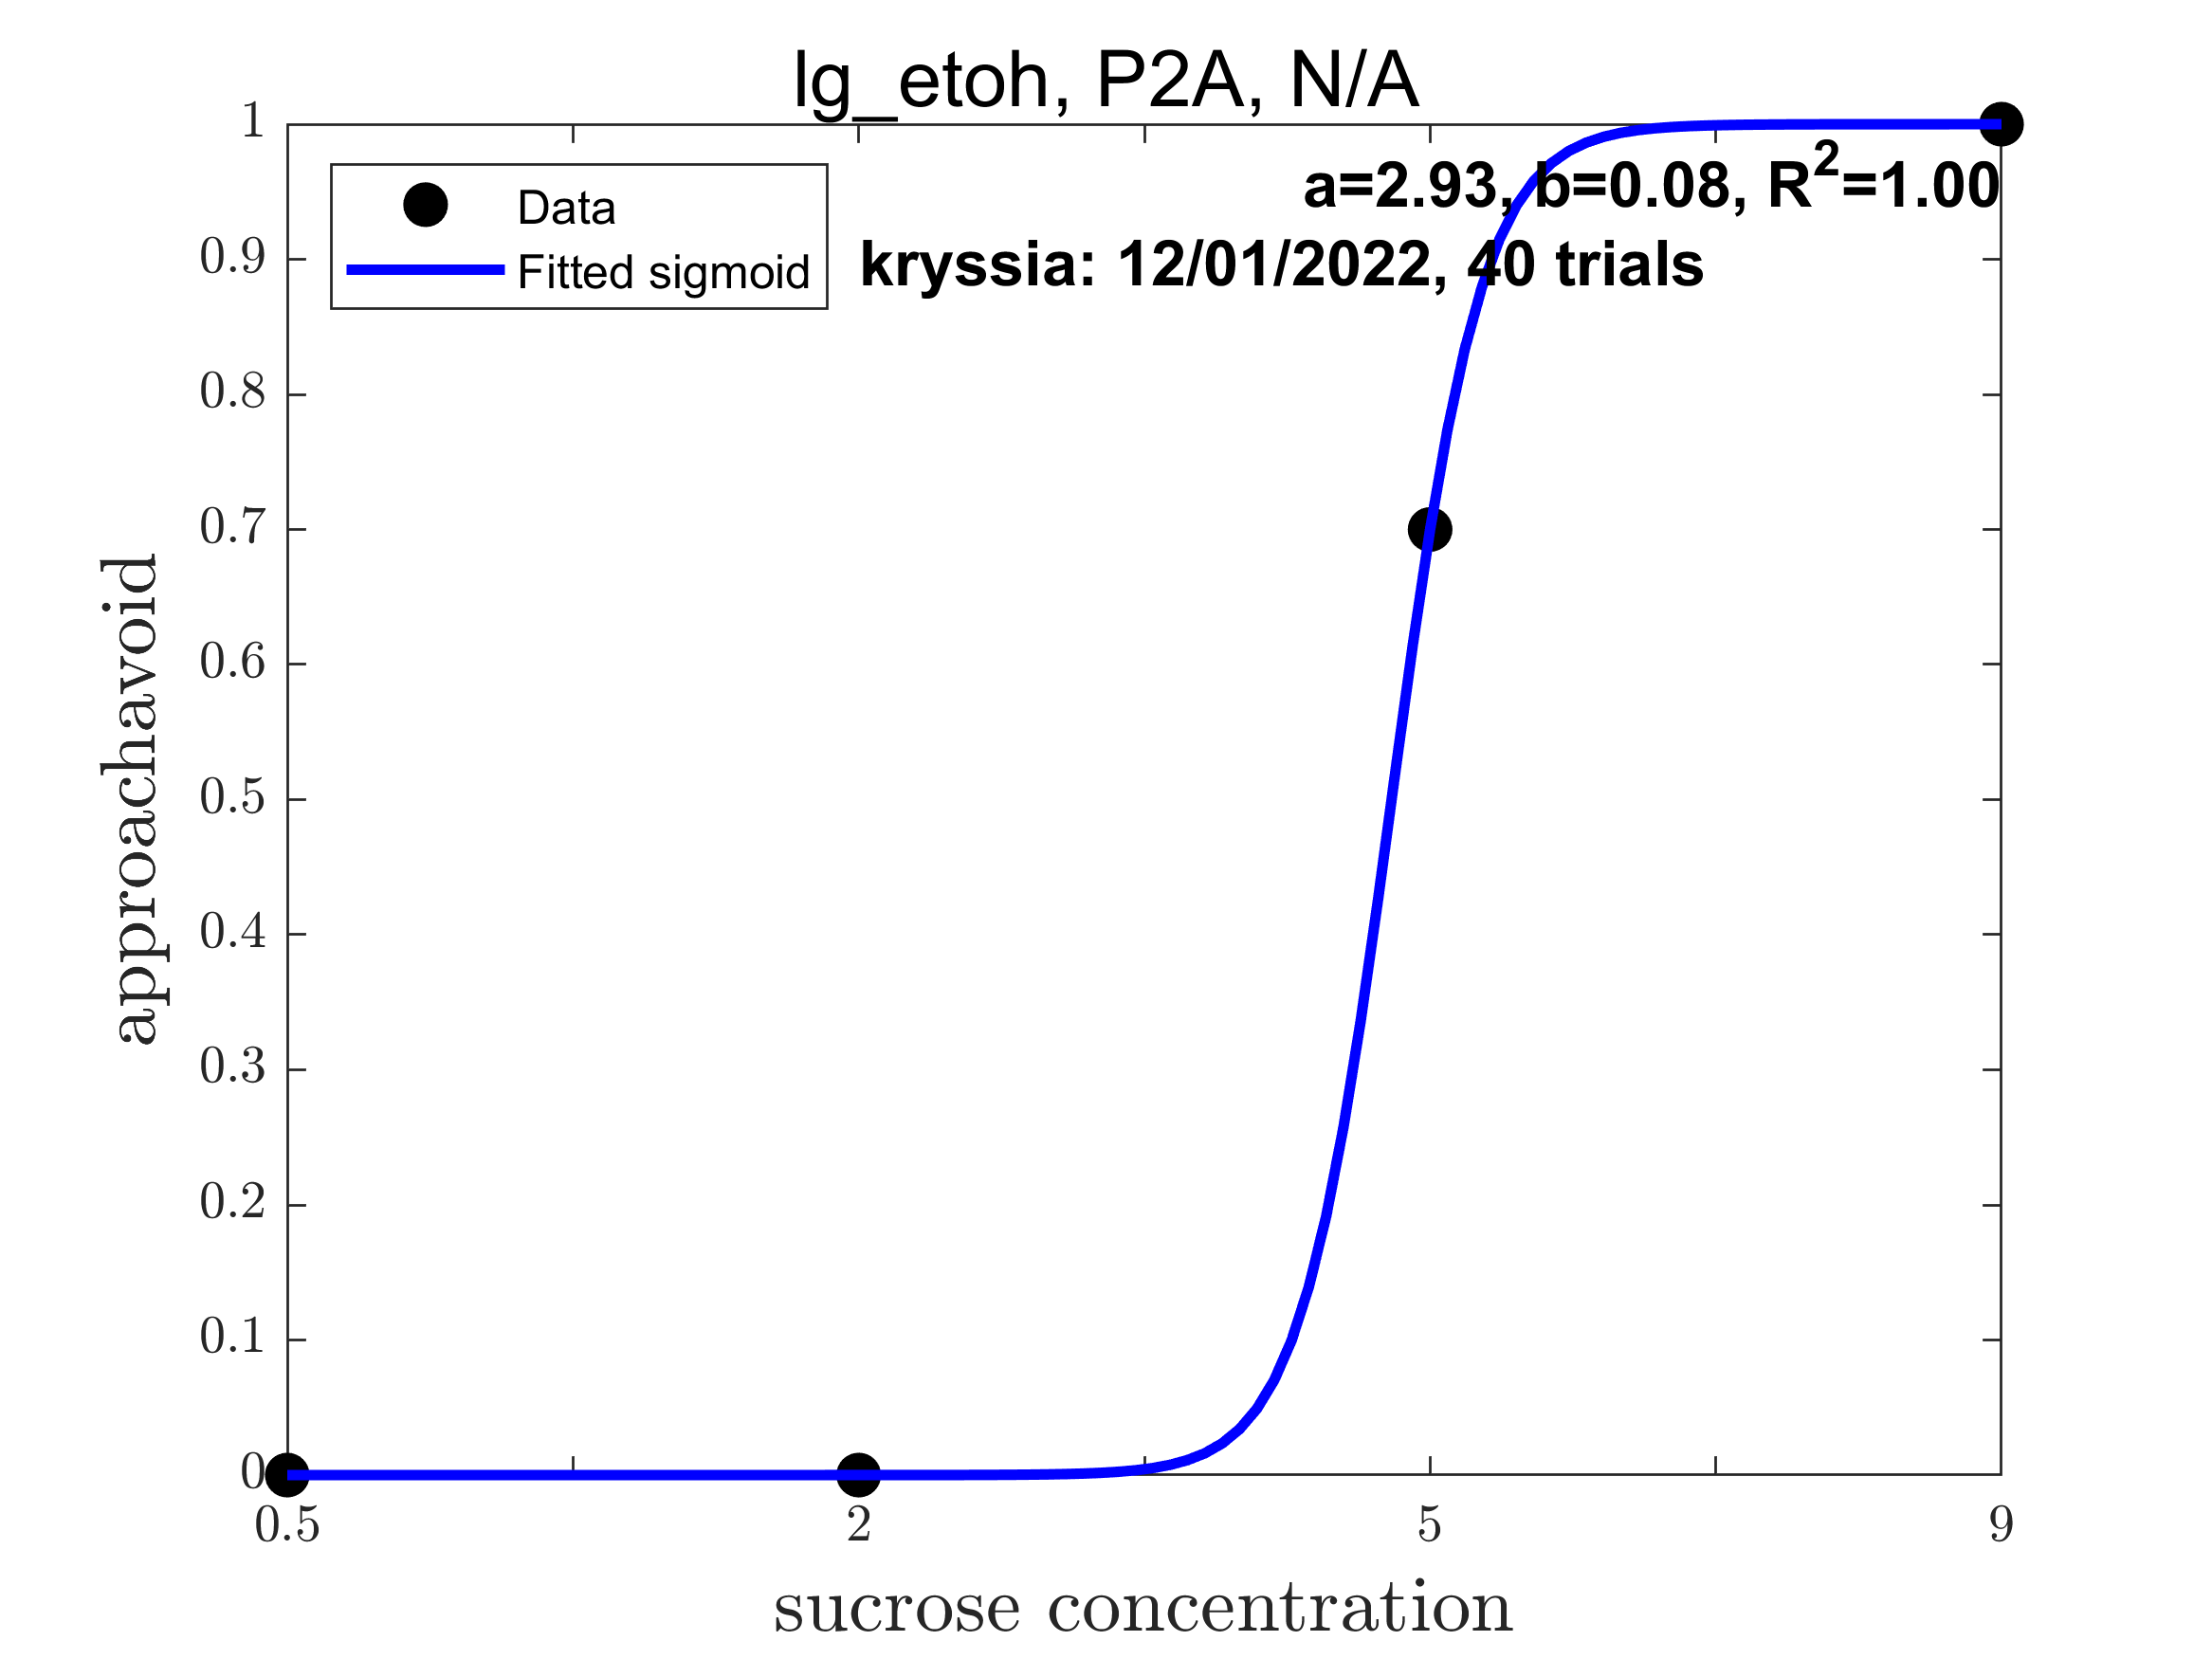 lg_etoh, P2A, N/A
a=2.93, b=0.08, R²=1.00
kryssia: 12/01/2022, 40 trials
Data
Fitted sigmoid
approachavoid
1
0.9
0.8
0.7
0.6
0.5
0.4
0.3
0.2
0.1
0
0.5 2 5 9
sucrose concentration